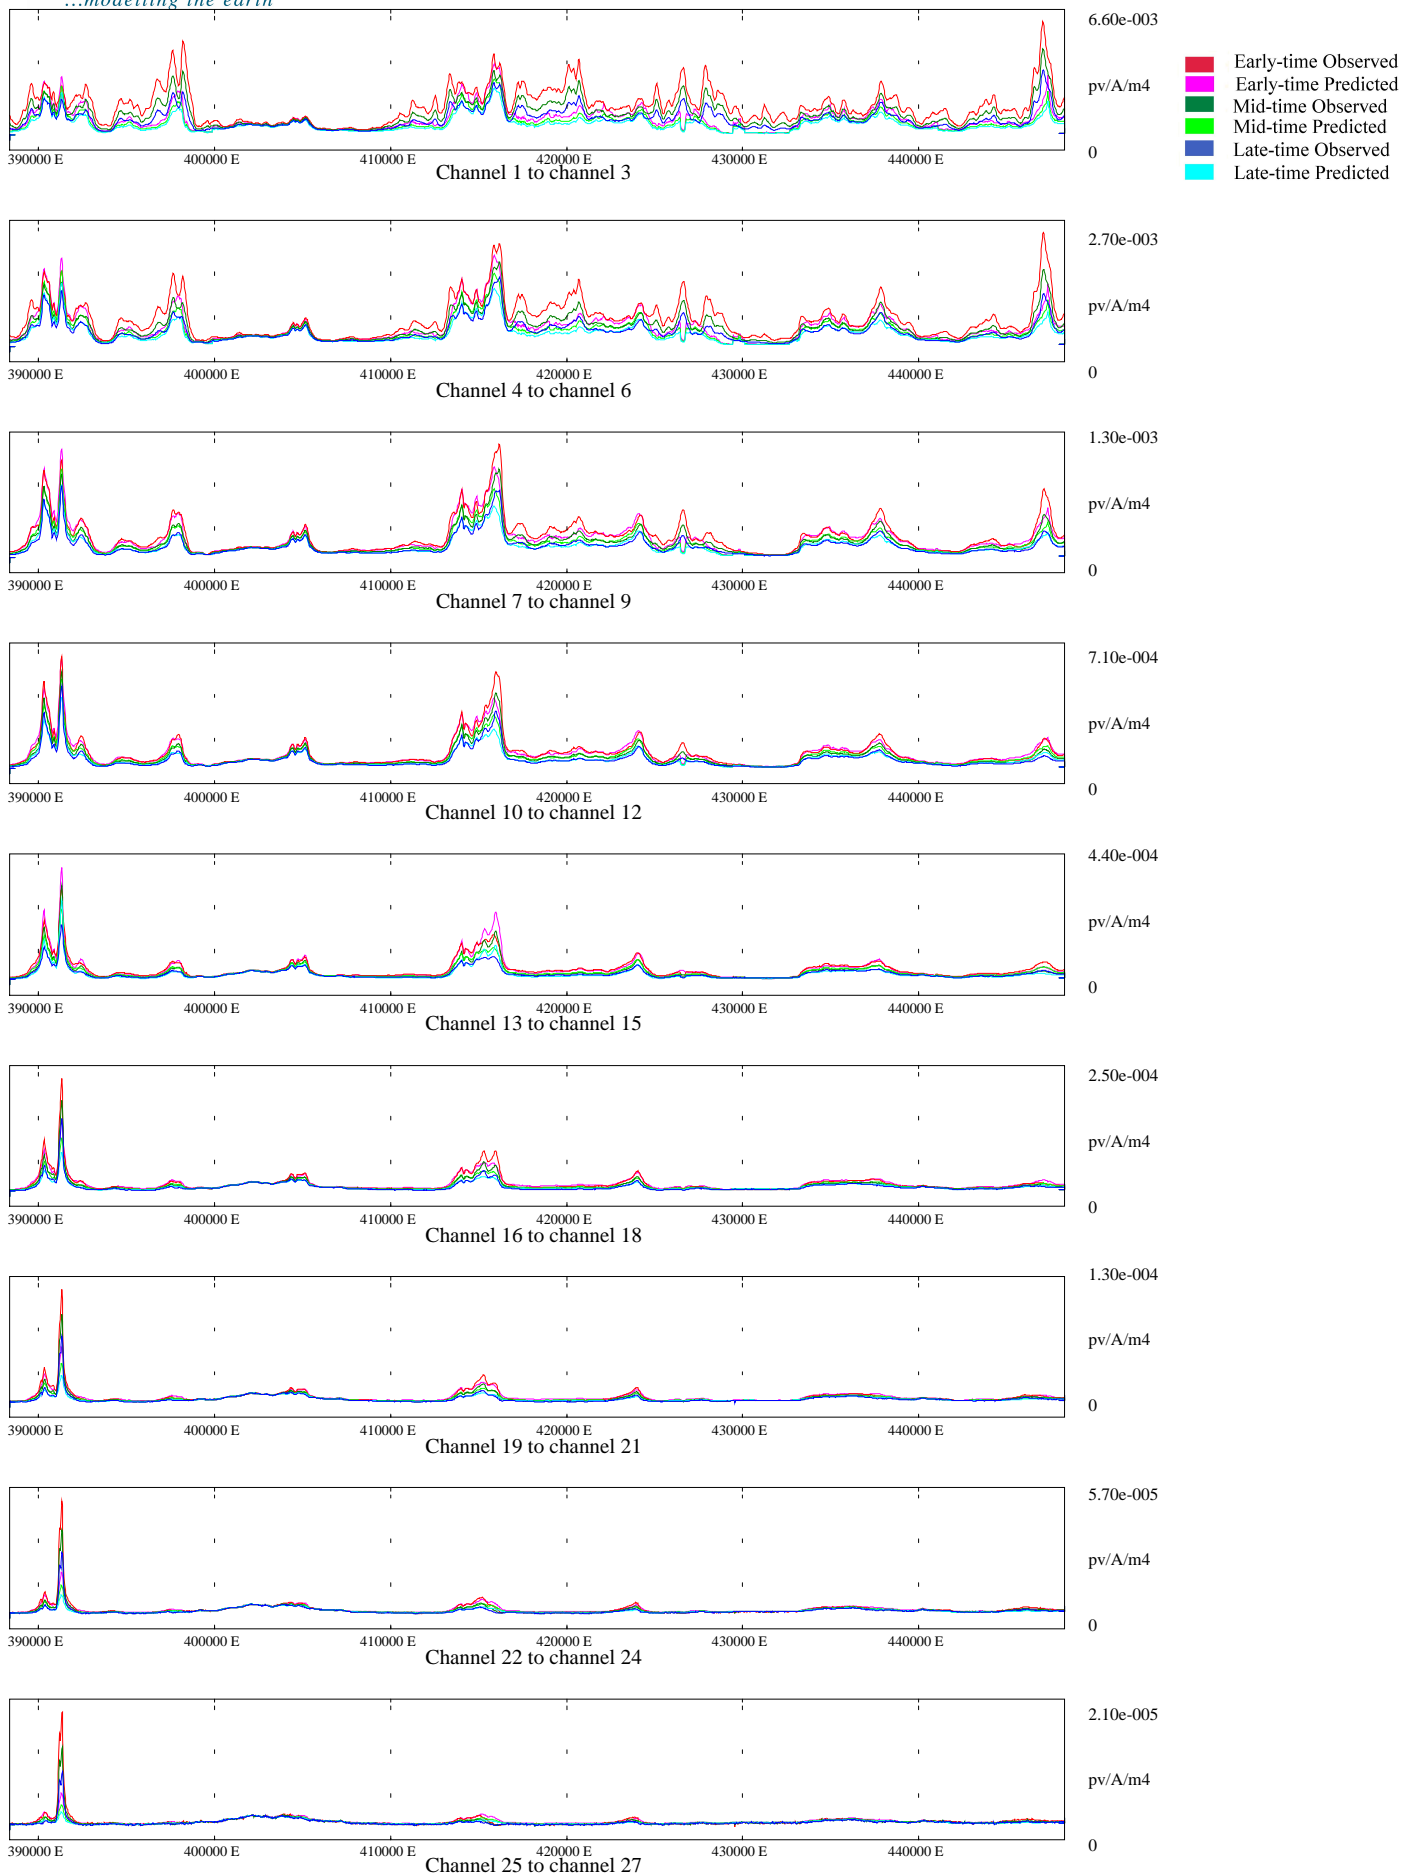 ...modelling the earth
6.60e-003
pv/A/m4
0
Early-time Observed
Early-time Predicted
Mid-time Observed
Mid-time Predicted
Late-time Observed
Late-time Predicted
390000 E 400000 E 410000 E 420000 E 430000 E 440000 E
Channel 1 to channel 3
2.70e-003
pv/A/m4
0
390000 E 400000 E 410000 E 420000 E 430000 E 440000 E
Channel 4 to channel 6
1.30e-003
pv/A/m4
0
390000 E 400000 E 410000 E 420000 E 430000 E 440000 E
Channel 7 to channel 9
7.10e-004
pv/A/m4
0
390000 E 400000 E 410000 E 420000 E 430000 E 440000 E
Channel 10 to channel 12
4.40e-004
pv/A/m4
0
390000 E 400000 E 410000 E 420000 E 430000 E 440000 E
Channel 13 to channel 15
2.50e-004
pv/A/m4
0
390000 E 400000 E 410000 E 420000 E 430000 E 440000 E
Channel 16 to channel 18
1.30e-004
pv/A/m4
0
390000 E 400000 E 410000 E 420000 E 430000 E 440000 E
Channel 19 to channel 21
5.70e-005
pv/A/m4
0
390000 E 400000 E 410000 E 420000 E 430000 E 440000 E
Channel 22 to channel 24
2.10e-005
pv/A/m4
0
390000 E 400000 E 410000 E 420000 E 430000 E 440000 E
Channel 25 to channel 27